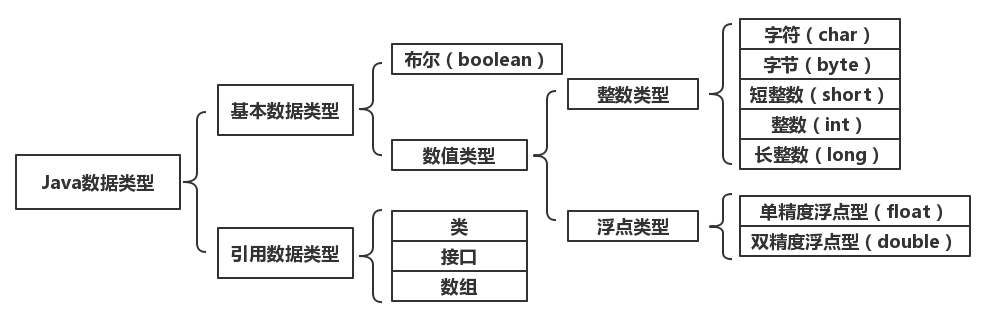 Java数据类型
基本数据类型
布尔（boolean）
数值类型
整数类型
字符（char）
字节（byte）
短整数（short）
整数（int）
长整数（long）
浮点类型
单精度浮点型（float）
双精度浮点型（double）
引用数据类型
类
接口
数组